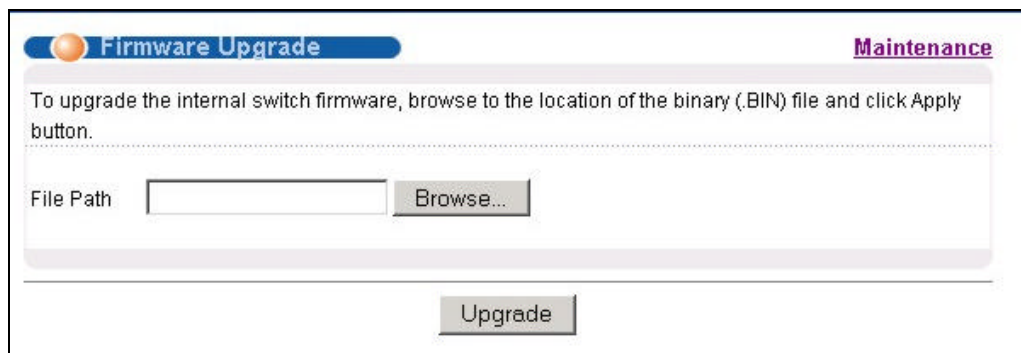 Firmware Upgrade
Maintenance
To upgrade the internal switch firmware, browse to the location of the binary (.BIN) file and click Apply
button.
File Path
Browse...
Upgrade